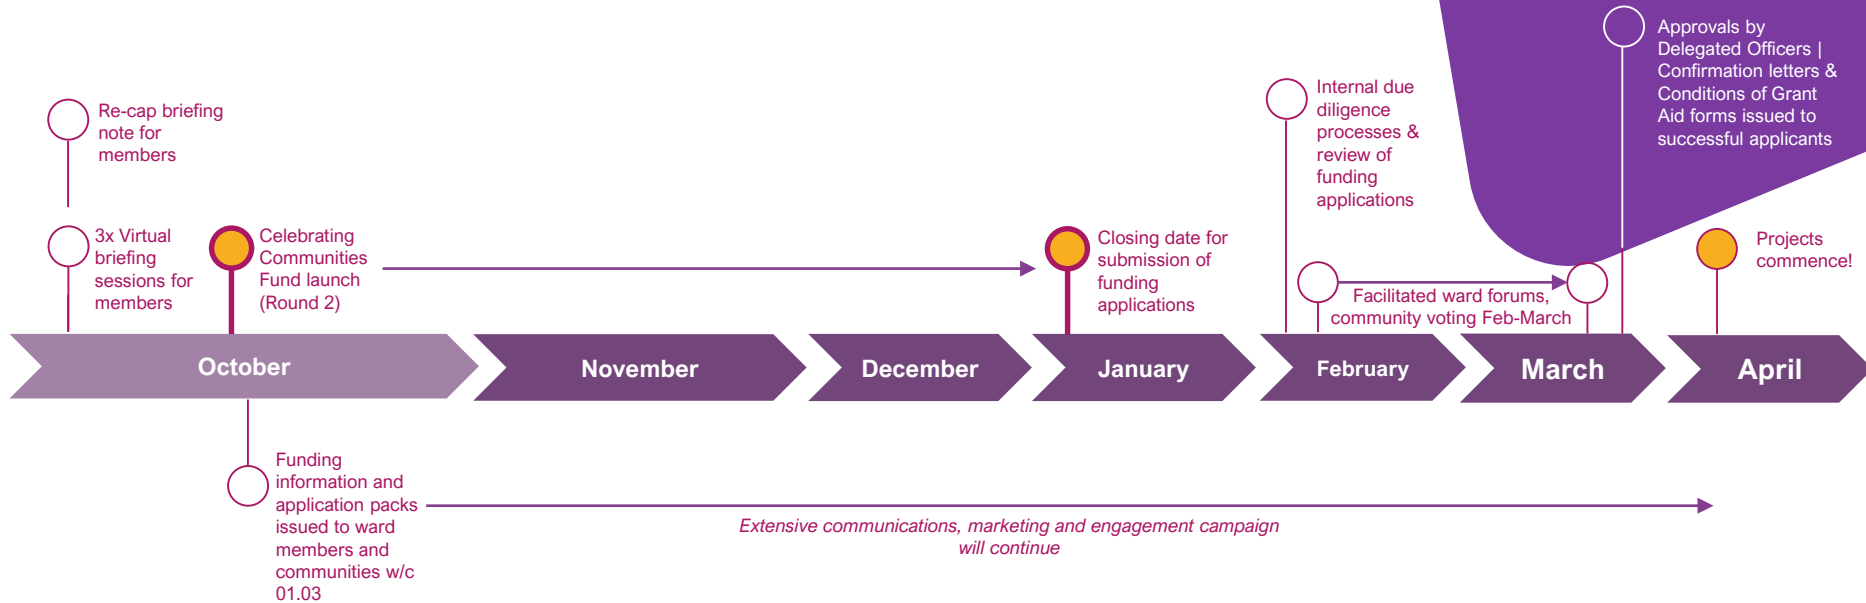 Approvals by
Delegated Officers |
Confirmation letters &
Conditions of Grant
Aid forms issued to
successful applicants
Re-cap briefing
note for
members
Internal due
diligence
processes &
review of
funding
applications
3x Virtual
briefing
sessions for
members
Celebrating
Communities
Fund launch
(Round 2)
Closing date for
submission of
funding
applications
Facilitated ward forums,
community voting Feb-March
Projects
commence!
October
November
December
January
February
March
April
Funding
information and
application packs
issued to ward
members and
communities w/c
01.03
Extensive communications, marketing and engagement campaign
will continue